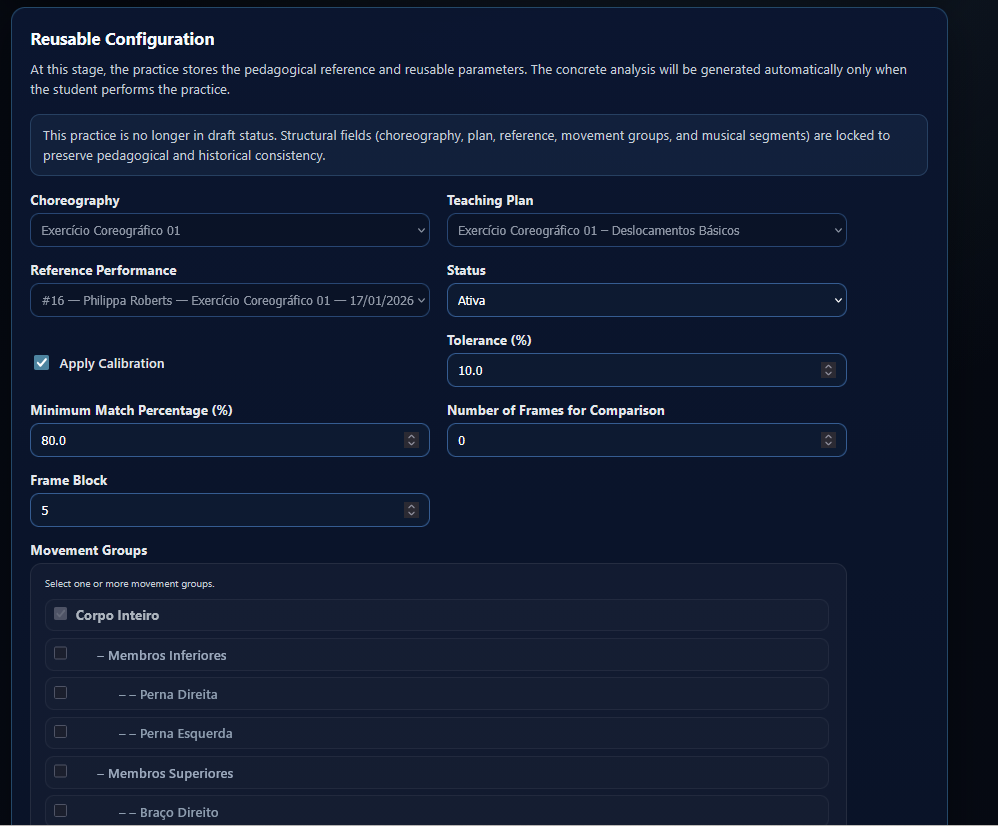 Reusable Configuration
At this stage, the practice stores the pedagogical reference and reusable parameters. The concrete analysis will be generated automatically only when
the student performs the practice.
This practice is no longer in draft status. Structural fields (choreography, plan, reference, movement groups, and musical segments) are locked to
preserve pedagogical and historical consistency.
Choreography
Teaching Plan
Exercício Coreográfico 01
Exercício Coreográfico 01 – Deslocamentos Básicos
Reference Performance
Status
#16 — Philippa Roberts — Exercício Coreográfico 01 — 17/01/2026
Ativa
Apply Calibration
Tolerance (%)
10.0
Minimum Match Percentage (%)
Number of Frames for Comparison
80.0
0
Frame Block
5
Movement Groups
Select one or more movement groups.
Corpo Inteiro
– Membros Inferiores
– – Perna Direita
– – Perna Esquerda
– Membros Superiores
– – Braço Direito